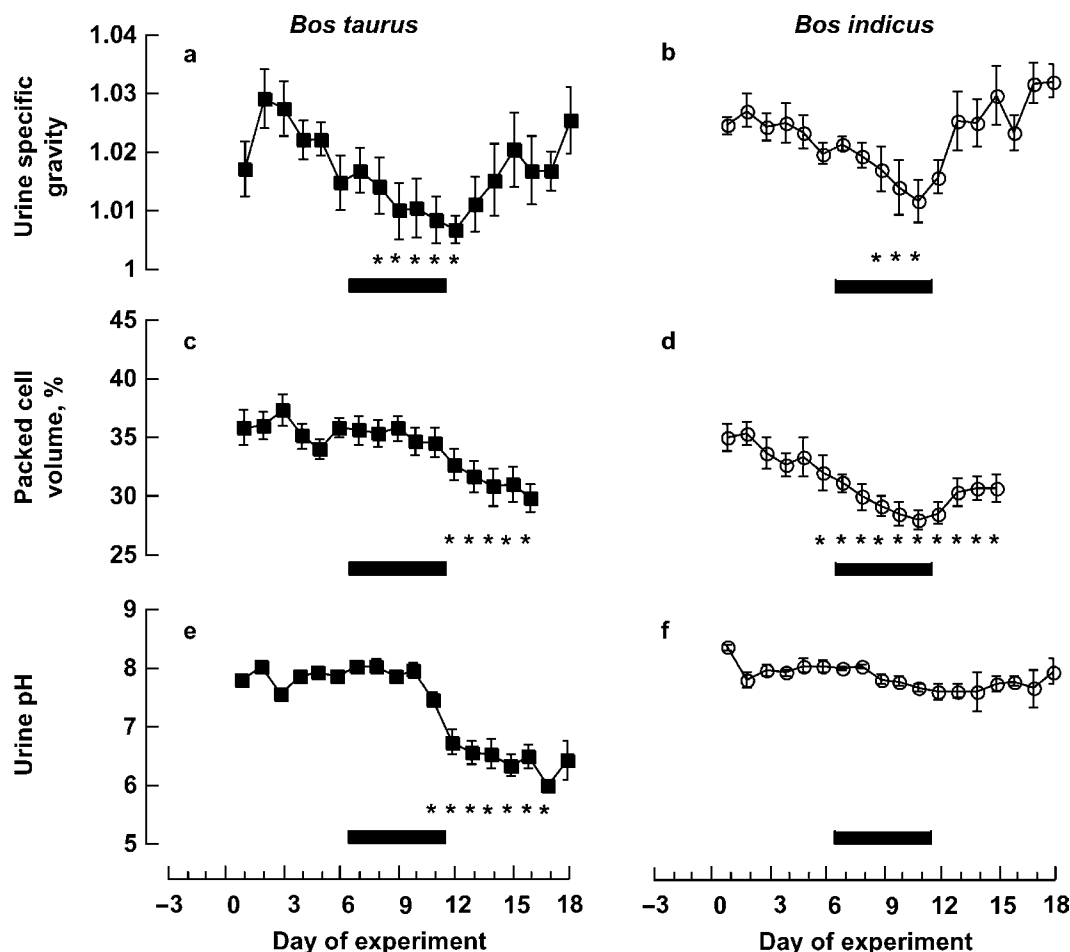 Bos taurus
Bos indicus
Urine specific
gravity
1.04
1.03
1.02
1.01
1
a
* * * * *
b
* * *
Packed cell
volume, %
45
40
35
30
25
c
* * * * *
d
* * * * * * * * * *
Urine pH
9
8
7
6
5
e
* * * * * * *
f
−3 0 3 6 9 12 15 18
−3 0 3 6 9 12 15 18
Day of experiment
Day of experiment